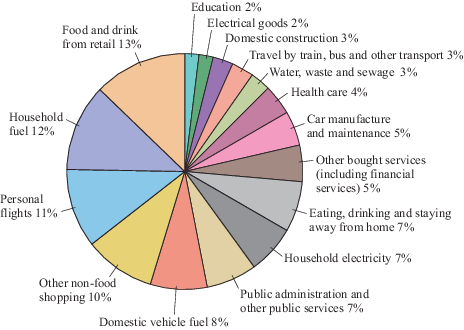 Education 2%
Electrical goods 2%
Domestic construction 3%
Travel by train, bus and other transport 3%
Water, waste and sewage 3%
Health care 4%
Car manufacture
and maintenance 5%
Other bought services
(including financial
services) 5%
Eating, drinking and staying
away from home 7%
Household electricity 7%
Public administration and
other public services 7%
Domestic vehicle fuel 8%
Other non-food
shopping 10%
Personal
flights 11%
Household
fuel 12%
Food and drink
from retail 13%